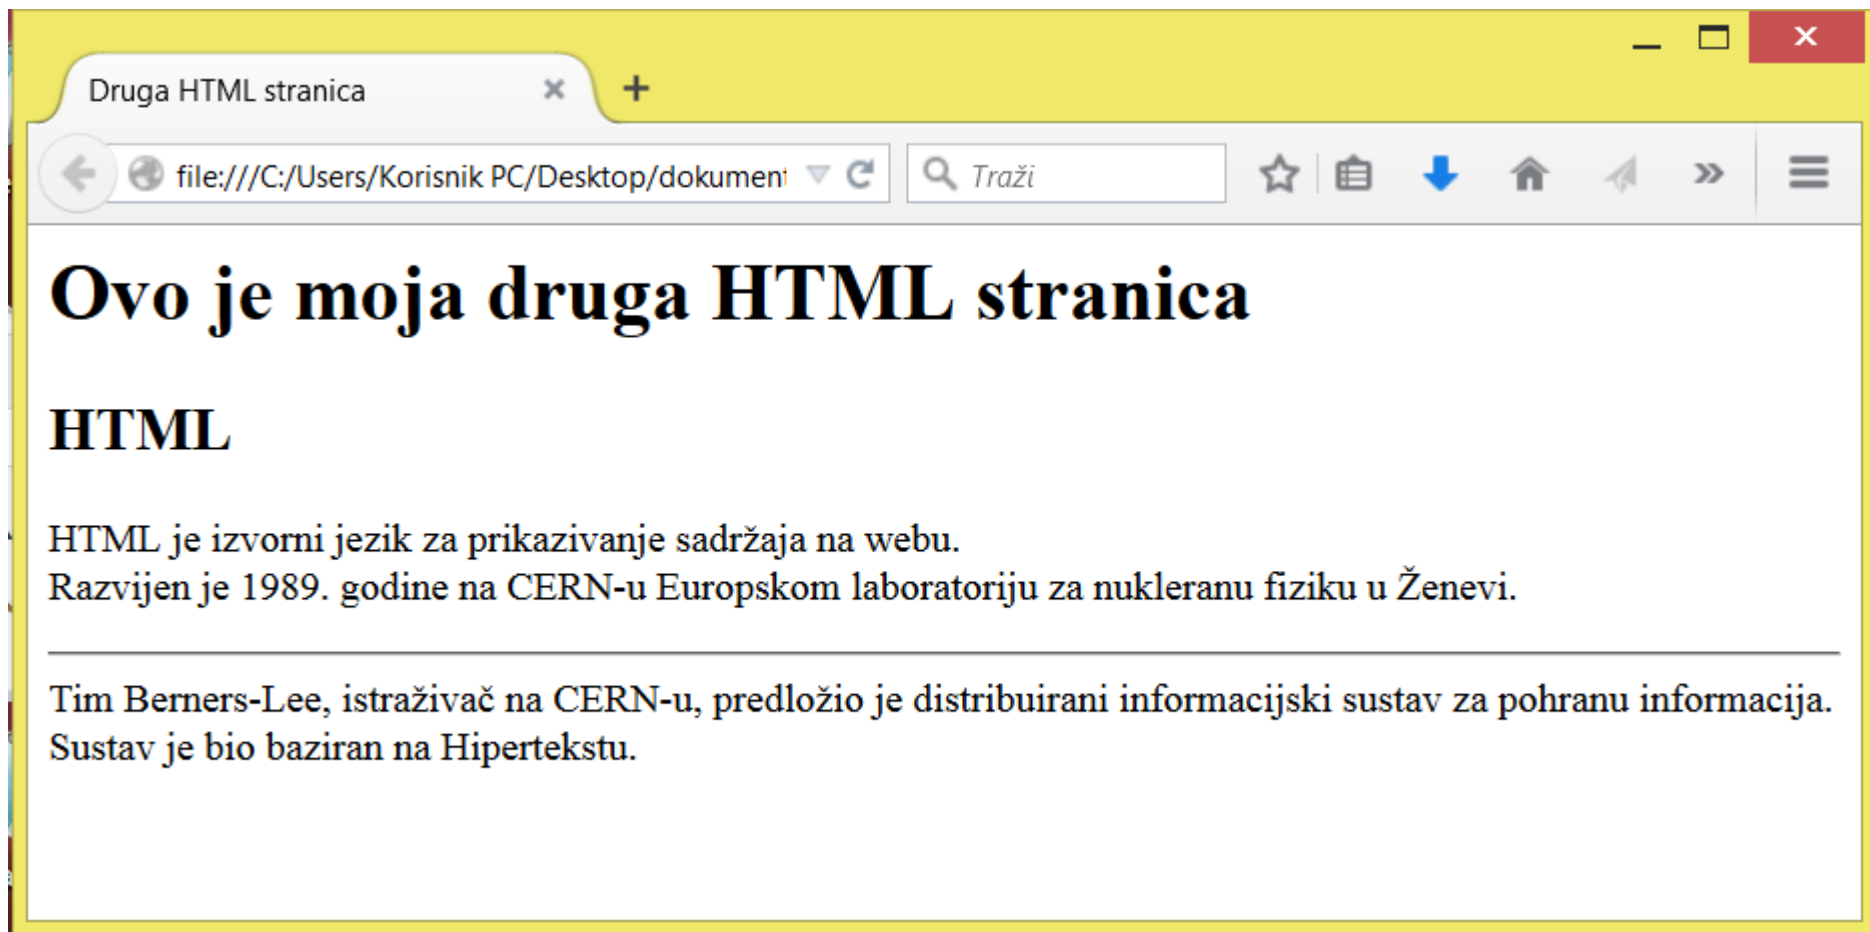 Druga HTML stranica
file:///C:/Users/Korisnik PC/Desktop/dokument
Traži
Ovo je moja druga HTML stranica
HTML
HTML je izvorni jezik za prikazivanje sadržaja na webu.
Razvijen je 1989. godine na CERN-u Europskom laboratoriju za nukleranu fiziku u Ženevi.
Tim Berners-Lee, istraživač na CERN-u, predložio je distribuirani informacijski sustav za pohranu informacija.
Sustav je bio baziran na Hipertekstu.